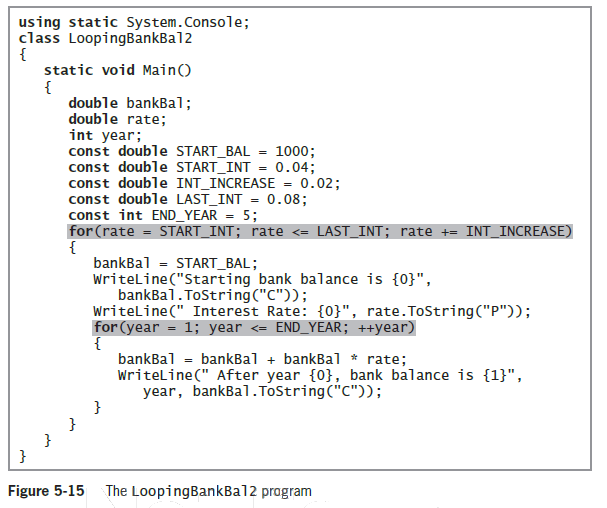 using static System.Console;
class LoopingBankBal2
{
static void Main()
{
double bankBal;
double rate;
int year;
const double START_BAL = 1000;
const double START_INT = 0.04;
const double INT_INCREASE = 0.02;
const double LAST_INT = 0.08;
const int END_YEAR = 5;
for(rate = START_INT; rate <= LAST_INT; rate += INT_INCREASE)
{
bankBal = START_BAL;
WriteLine("Starting bank balance is {0}",
bankBal.ToString("C"));
WriteLine(" Interest Rate: {0}", rate.ToString("P"));
for(year = 1; year <= END_YEAR; ++year)
{
bankBal = bankBal + bankBal * rate;
WriteLine(" After year {0}, bank balance is {1}",
year, bankBal.ToString("C"));
}
}
}
}
Figure 5-15 The LoopingBankBal2 program